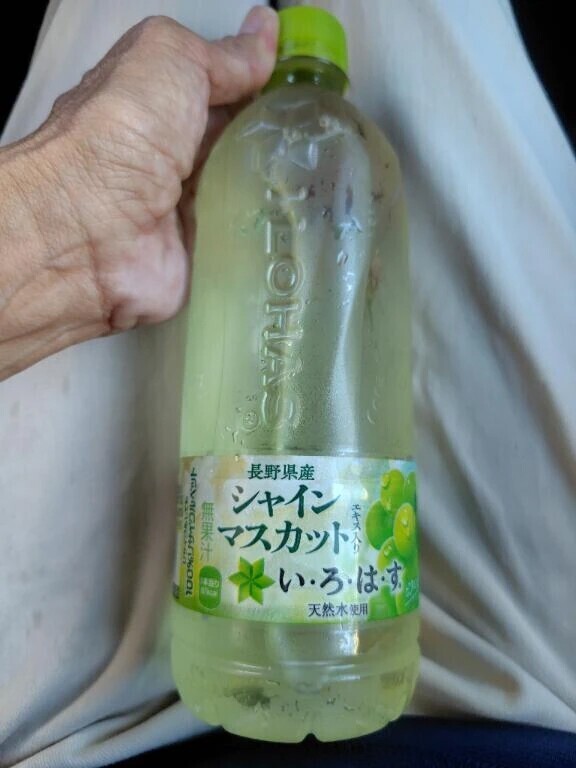 I LOHAS
長野県産
シャイン
マスカット
エキス入り
無果汁
い・ろ・は・す
天然水使用